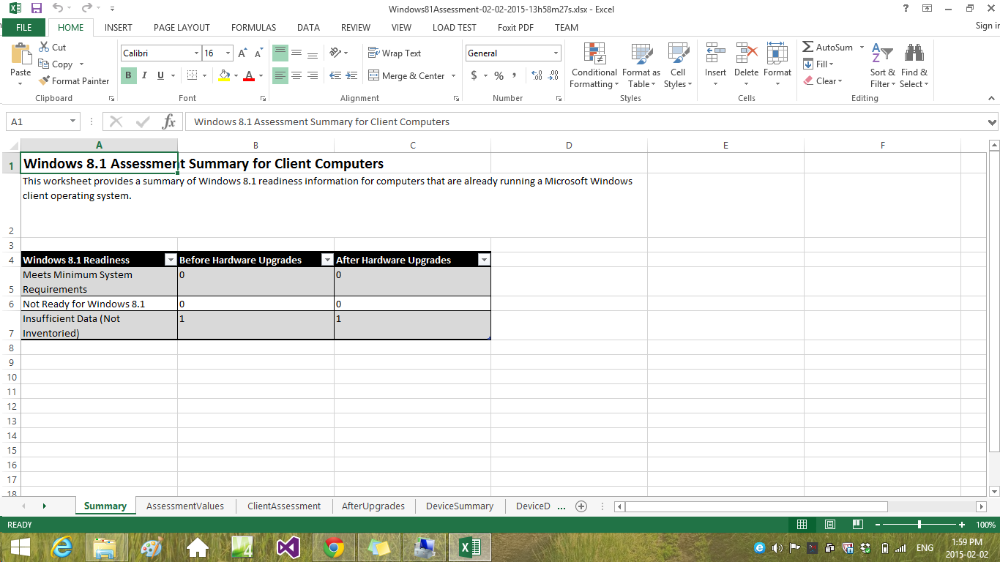 Windows81Assessment-02-02-2015-13h58m27s.xlsx - Excel
FILE HOME INSERT PAGE LAYOUT FORMULAS DATA REVIEW VIEW LOAD TEST Foxit PDF TEAM Sign in
Paste
Cut
Copy
Format Painter
Clipboard
Calibri 16
B I U
Font
Wrap Text
Merge & Center
Alignment
General
$ % ,
Number
Conditional Formatting
Format as Table
Cell Styles
Styles
Insert Delete Format
Cells
AutoSum
Fill
Clear
Sort & Filter
Find & Select
Editing
A1 fx Windows 8.1 Assessment Summary for Client Computers
A B C D E F
1 Windows 8.1 Assessment Summary for Client Computers
This worksheet provides a summary of Windows 8.1 readiness information for computers that are already running a Microsoft Windows
client operating system.
2
3
4 Windows 8.1 Readiness Before Hardware Upgrades After Hardware Upgrades
Meets Minimum System 0 0
5 Requirements
6 Not Ready for Windows 8.1 0 0
Insufficient Data (Not 1 1
7 Inventoried)
8
9
10
11
12
13
14
15
16
17
18
Summary AssessmentValues ClientAssessment AfterUpgrades DeviceSummary DeviceD ...
READY 100%
ENG 1:59 PM
2015-02-02